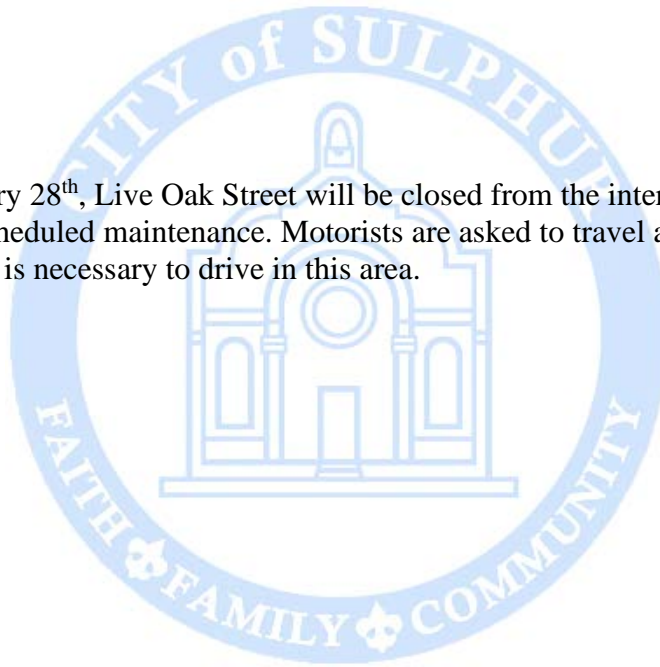 CITY of SULPHUR
ry 28th, Live Oak Street will be closed from the inter
heduled maintenance. Motorists are asked to travel a
is necessary to drive in this area.
FAITH FAMILY COMMUNITY